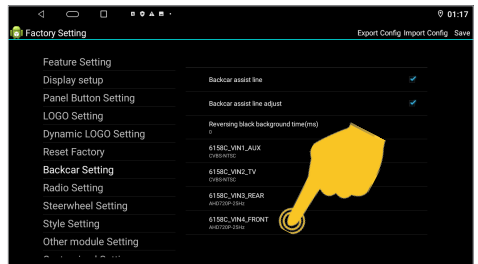 01:17
Factory Setting
Export Config Import Config Save
Feature Setting
Display setup
Panel Button Setting
LOGO Setting
Dynamic LOGO Setting
Reset Factory
Backcar Setting
Radio Setting
Steerwheel Setting
Style Setting
Other module Setting
Backcar assist line
Backcar assist line adjust
Reversing black background time(ms)
0
6158C_VIN1_AUX
CVBS-NTSC
6158C_VIN2_TV
CVBS-NTSC
6158C_VIN3_REAR
AHD720P-25Hz
6158C_VIN4_FRONT
AHD720P-25Hz